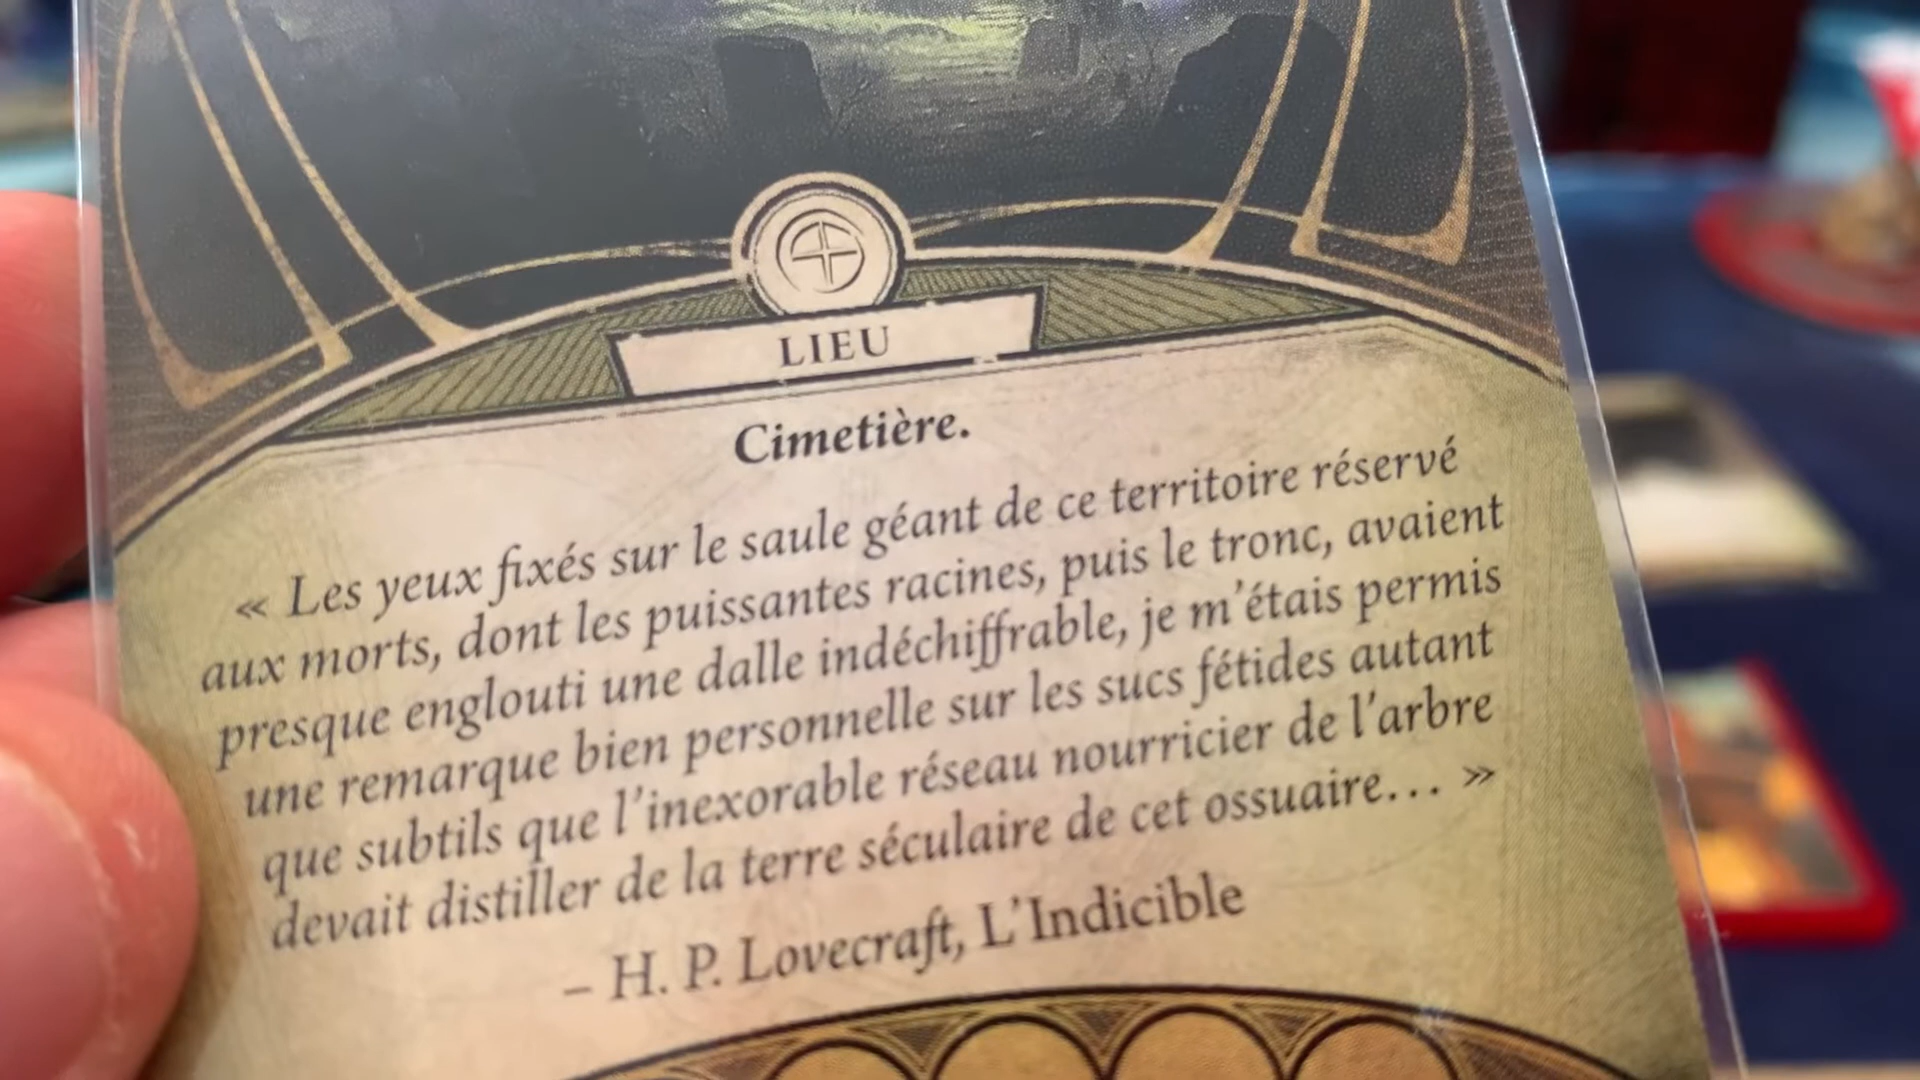 LIEU
Cimetière.
« Les yeux fixés sur le saule géant de ce territoire réservé
aux morts, dont les puissantes racines, puis le tronc, avaient
presque englouti une dalle indéchiffrable, je m'étais permis
une remarque bien personnelle sur les sucs fétides autant
que subtils que l'inexorable réseau nourricier de l'arbre
devait distiller de la terre séculaire de cet ossuaire… »
– H. P. Lovecraft, L'Indicible